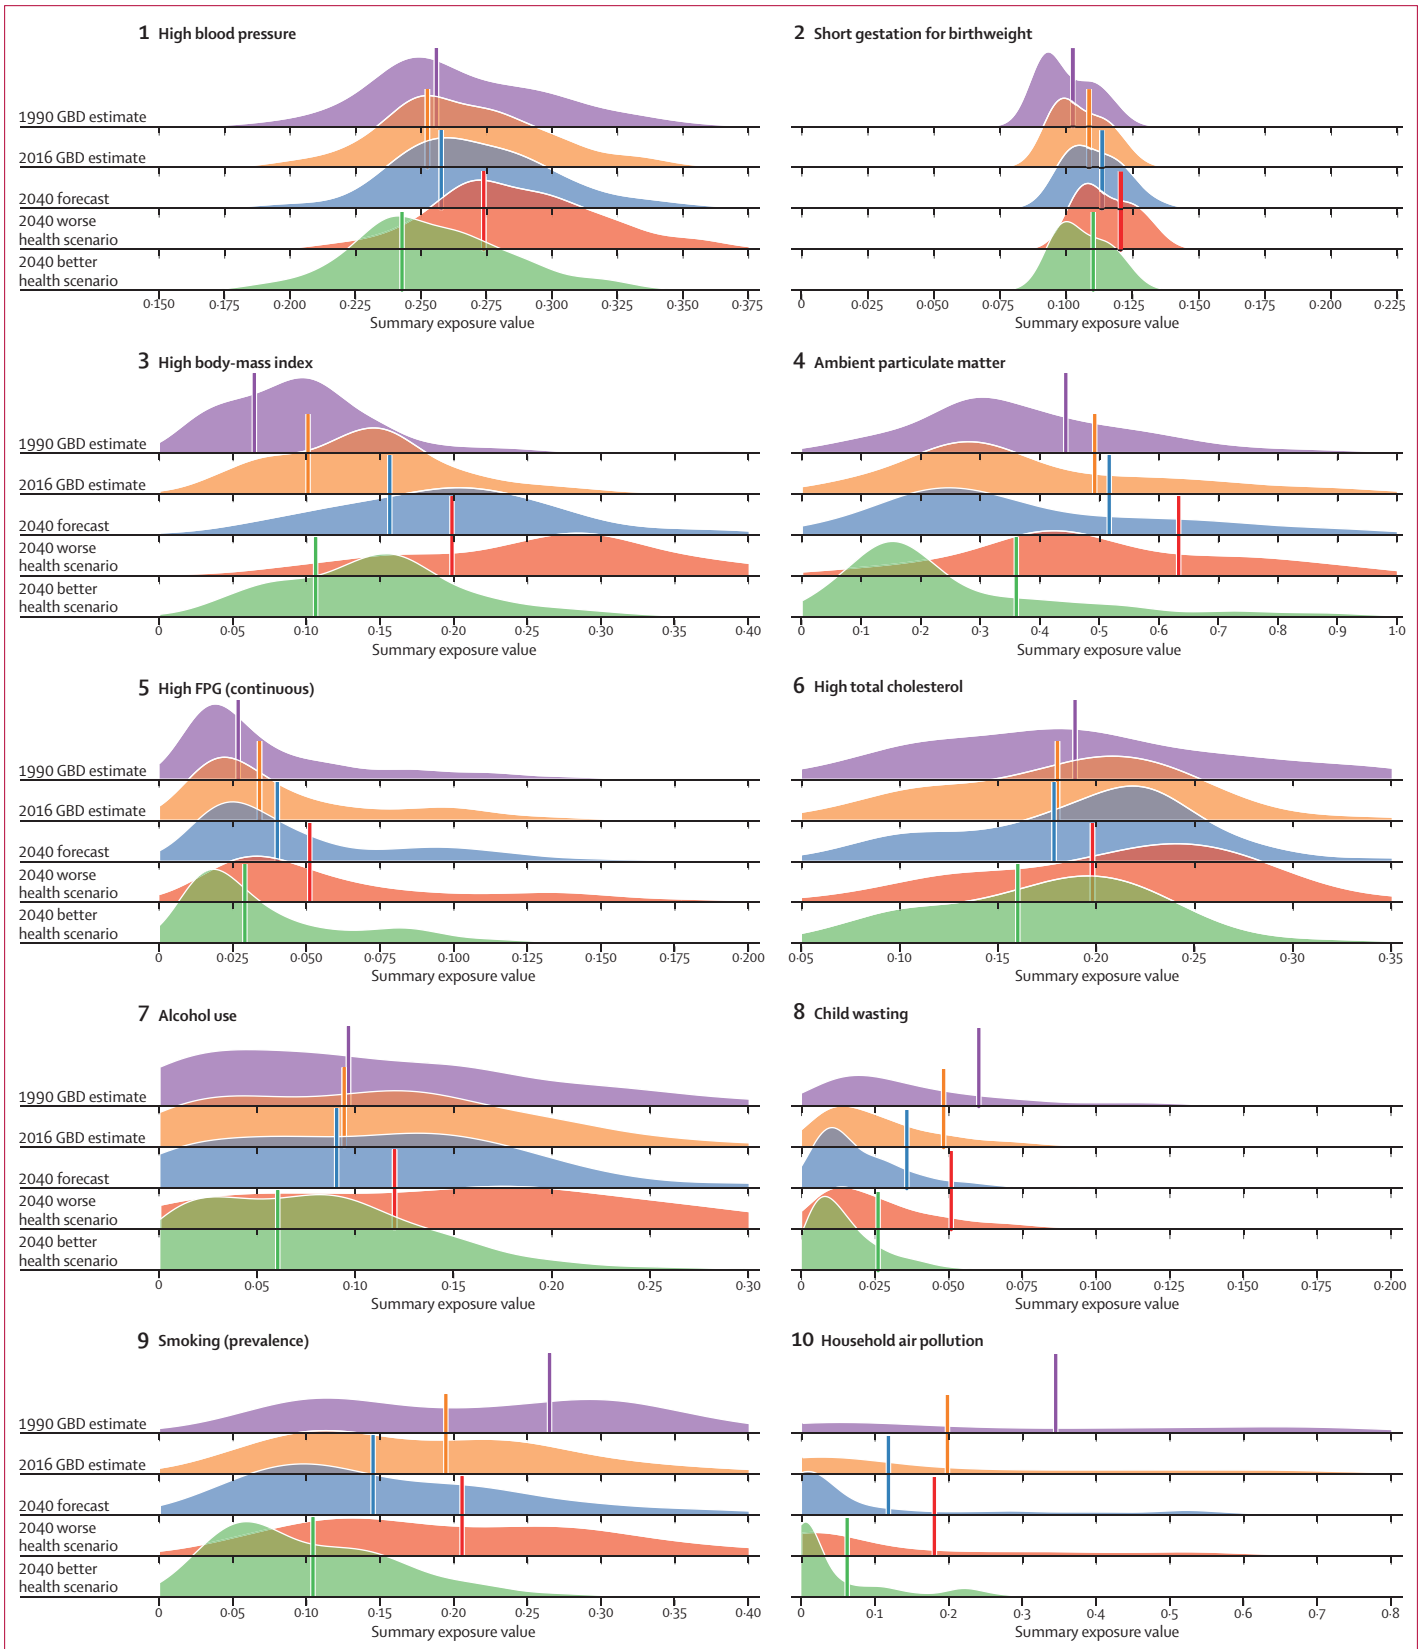 1 High blood pressure
1990 GBD estimate
2016 GBD estimate
2040 forecast
2040 worse
health scenario
2040 better
health scenario
0·150 0·175 0·200 0·225 0·250 0·275 0·300 0·325 0·350 0·375
Summary exposure value
2 Short gestation for birthweight
0 0·025 0·050 0·075 0·100 0·125 0·150 0·175 0·200 0·225
Summary exposure value
3 High body-mass index
1990 GBD estimate
2016 GBD estimate
2040 forecast
2040 worse
health scenario
2040 better
health scenario
0 0·05 0·10 0·15 0·20 0·25 0·30 0·35 0·40
Summary exposure value
4 Ambient particulate matter
0 0·1 0·2 0·3 0·4 0·5 0·6 0·7 0·8 0·9 1·0
Summary exposure value
5 High FPG (continuous)
1990 GBD estimate
2016 GBD estimate
2040 forecast
2040 worse
health scenario
2040 better
health scenario
0 0·025 0·050 0·075 0·100 0·125 0·150 0·175 0·200
Summary exposure value
6 High total cholesterol
0·05 0·10 0·15 0·20 0·25 0·30 0·35
Summary exposure value
7 Alcohol use
1990 GBD estimate
2016 GBD estimate
2040 forecast
2040 worse
health scenario
2040 better
health scenario
0 0·05 0·10 0·15 0·20 0·25 0·30
Summary exposure value
8 Child wasting
0 0·025 0·050 0·075 0·100 0·125 0·150 0·175 0·200
Summary exposure value
9 Smoking (prevalence)
1990 GBD estimate
2016 GBD estimate
2040 forecast
2040 worse
health scenario
2040 better
health scenario
0 0·05 0·10 0·15 0·20 0·25 0·30 0·35 0·40
Summary exposure value
10 Household air pollution
0 0·1 0·2 0·3 0·4 0·5 0·6 0·7 0·8
Summary exposure value